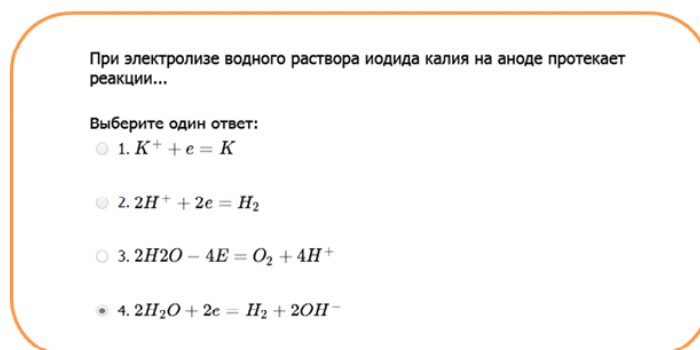 При электролизе водного раствора иодида калия на аноде протекает
реакции...
Выберите один ответ:
1. K⁺ + e = K
2. 2H⁺ + 2e = H₂
3. 2H2O − 4E = O₂ + 4H⁺
4. 2H₂O + 2e = H₂ + 2OH⁻